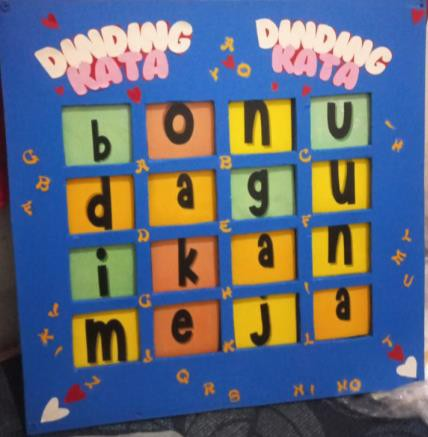 DINDING KATA
DINDING KATA
b o n u
A B C
d a g u
D E F
i k a n
G H I
m e j a
J K L
Q R S